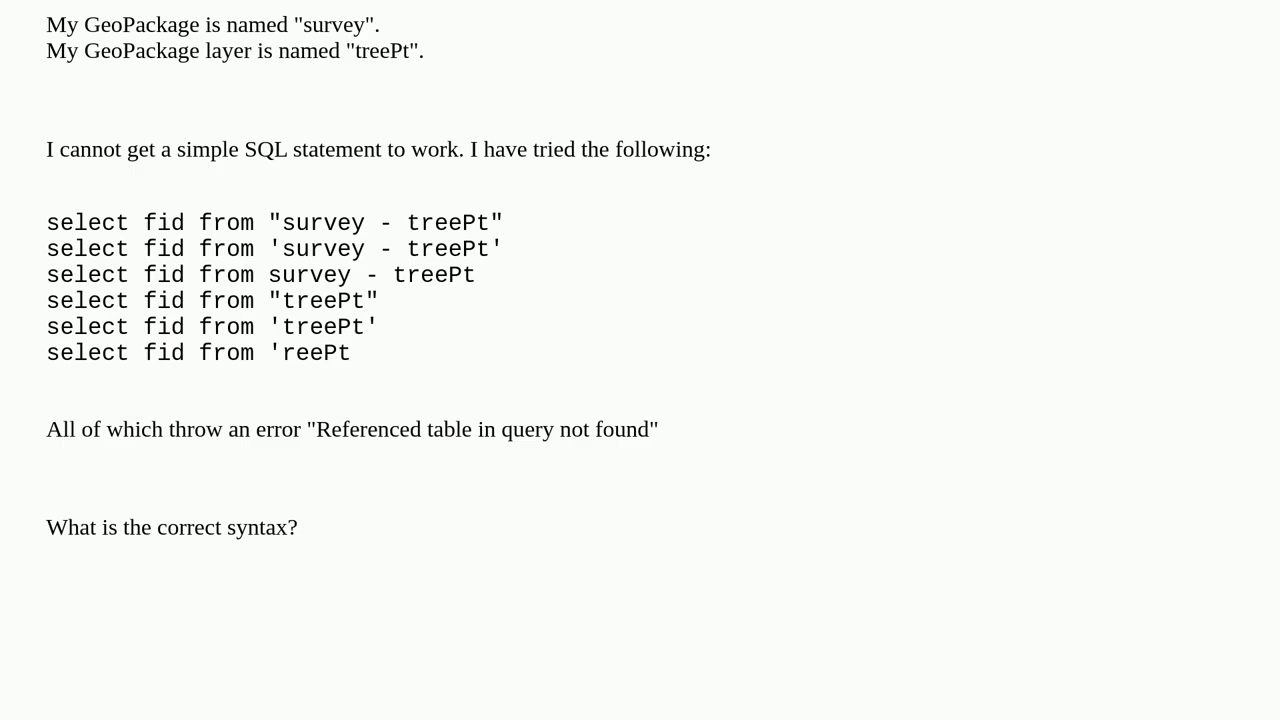 My GeoPackage is named "survey".
My GeoPackage layer is named "treePt".
I cannot get a simple SQL statement to work. I have tried the following:
select fid from "survey - treePt"
select fid from 'survey - treePt'
select fid from survey - treePt
select fid from "treePt"
select fid from 'treePt'
select fid from 'reePt
All of which throw an error "Referenced table in query not found"
What is the correct syntax?